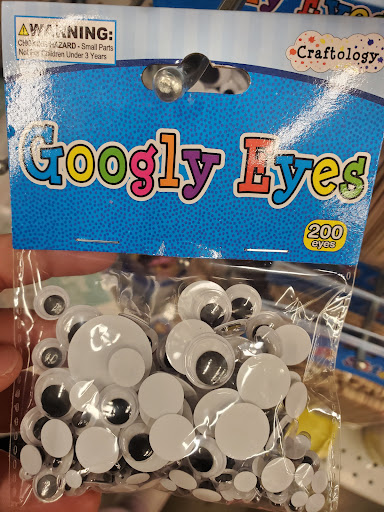 WARNING:
CHOKING HAZARD - Small Parts
Not For Children Under 3 Years
Craftology
Googly Eyes
200
eyes